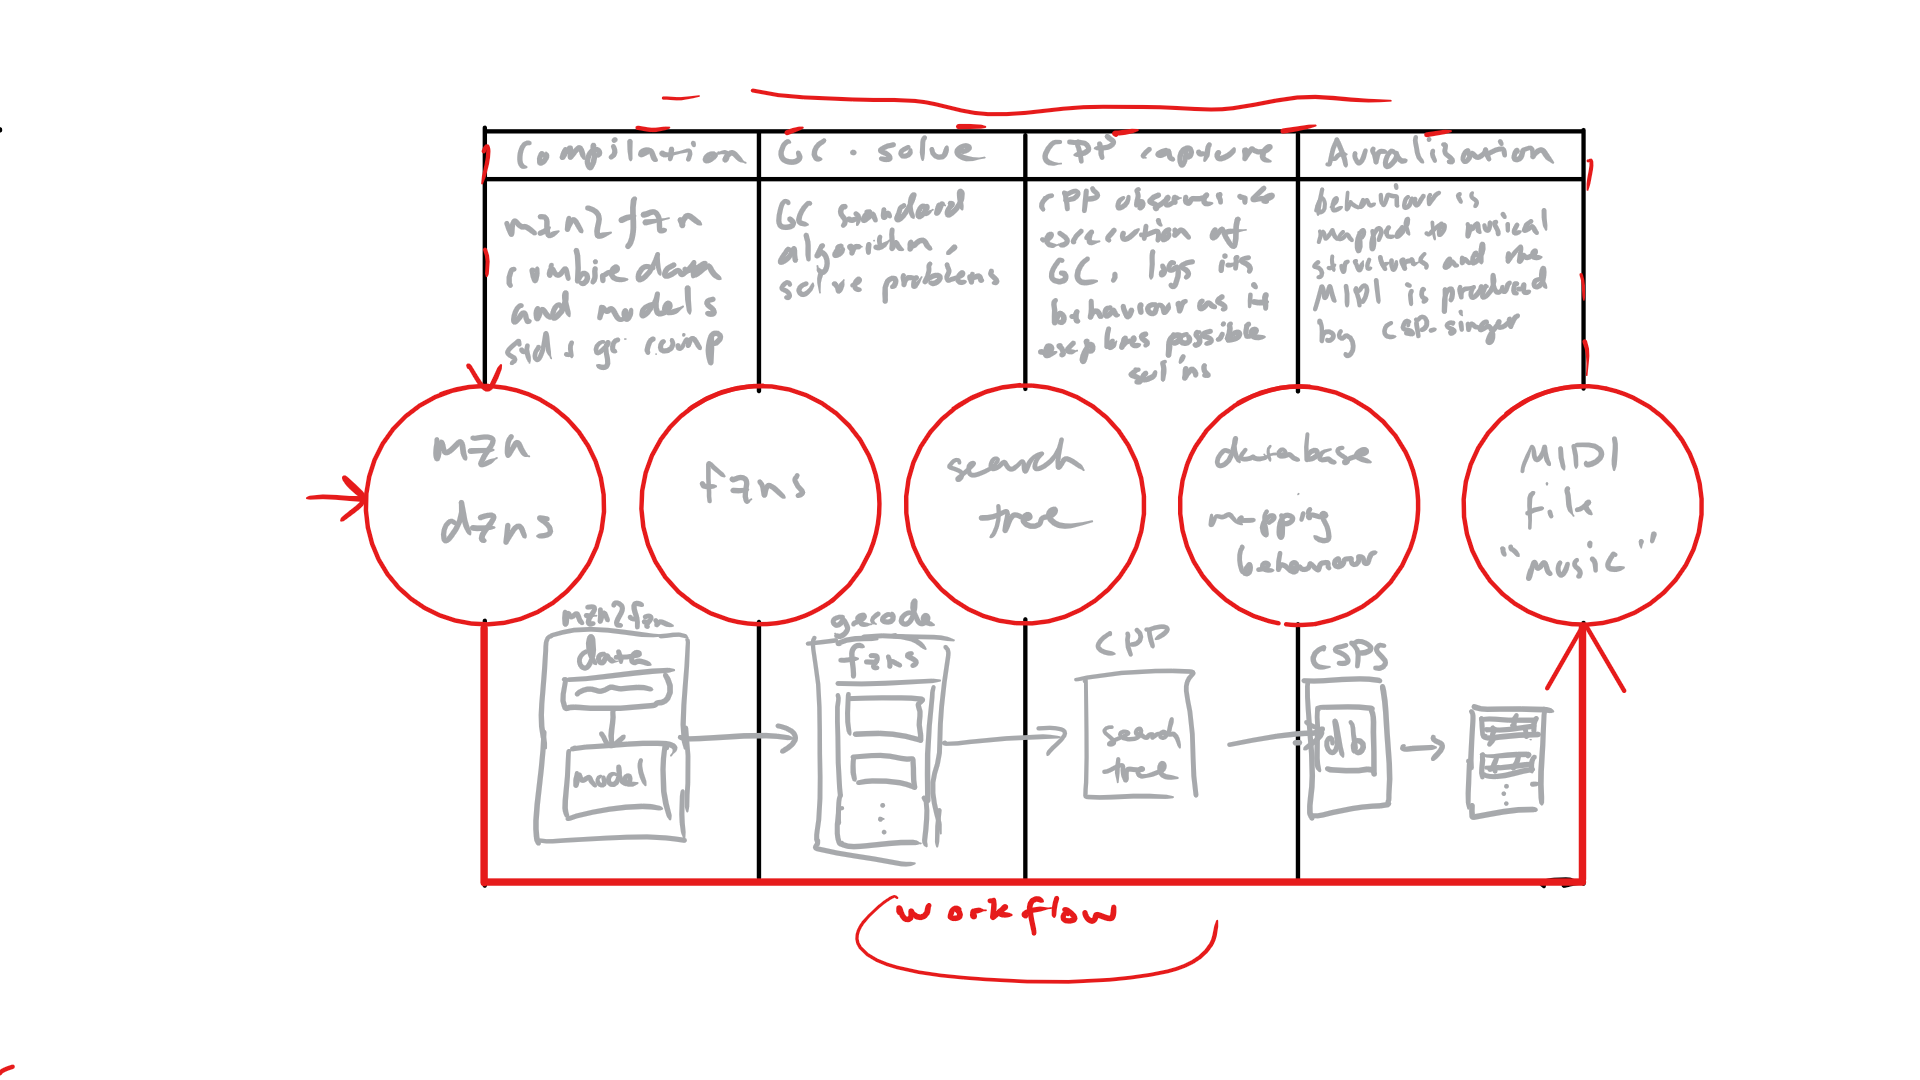 Compilation
GC. solve
CPP capture
Auralisation
mzn2fzn
combine data
and models
std + gc comp
GC standard
algorithm,
solve problems
CPP observes the
execution of
GC, logs its
behaviour as it
explores possible
solns
behaviour is
mapped to musical
structures and the
MIDI is produced
by CSP-singer
mzn
dzns
fzns
search
tree
database
mapping
behaviour
MIDI
file
"music"
mzn2fzn
data
model
gecode
fzns
CPP
search
tree
CSPS
db
workflow